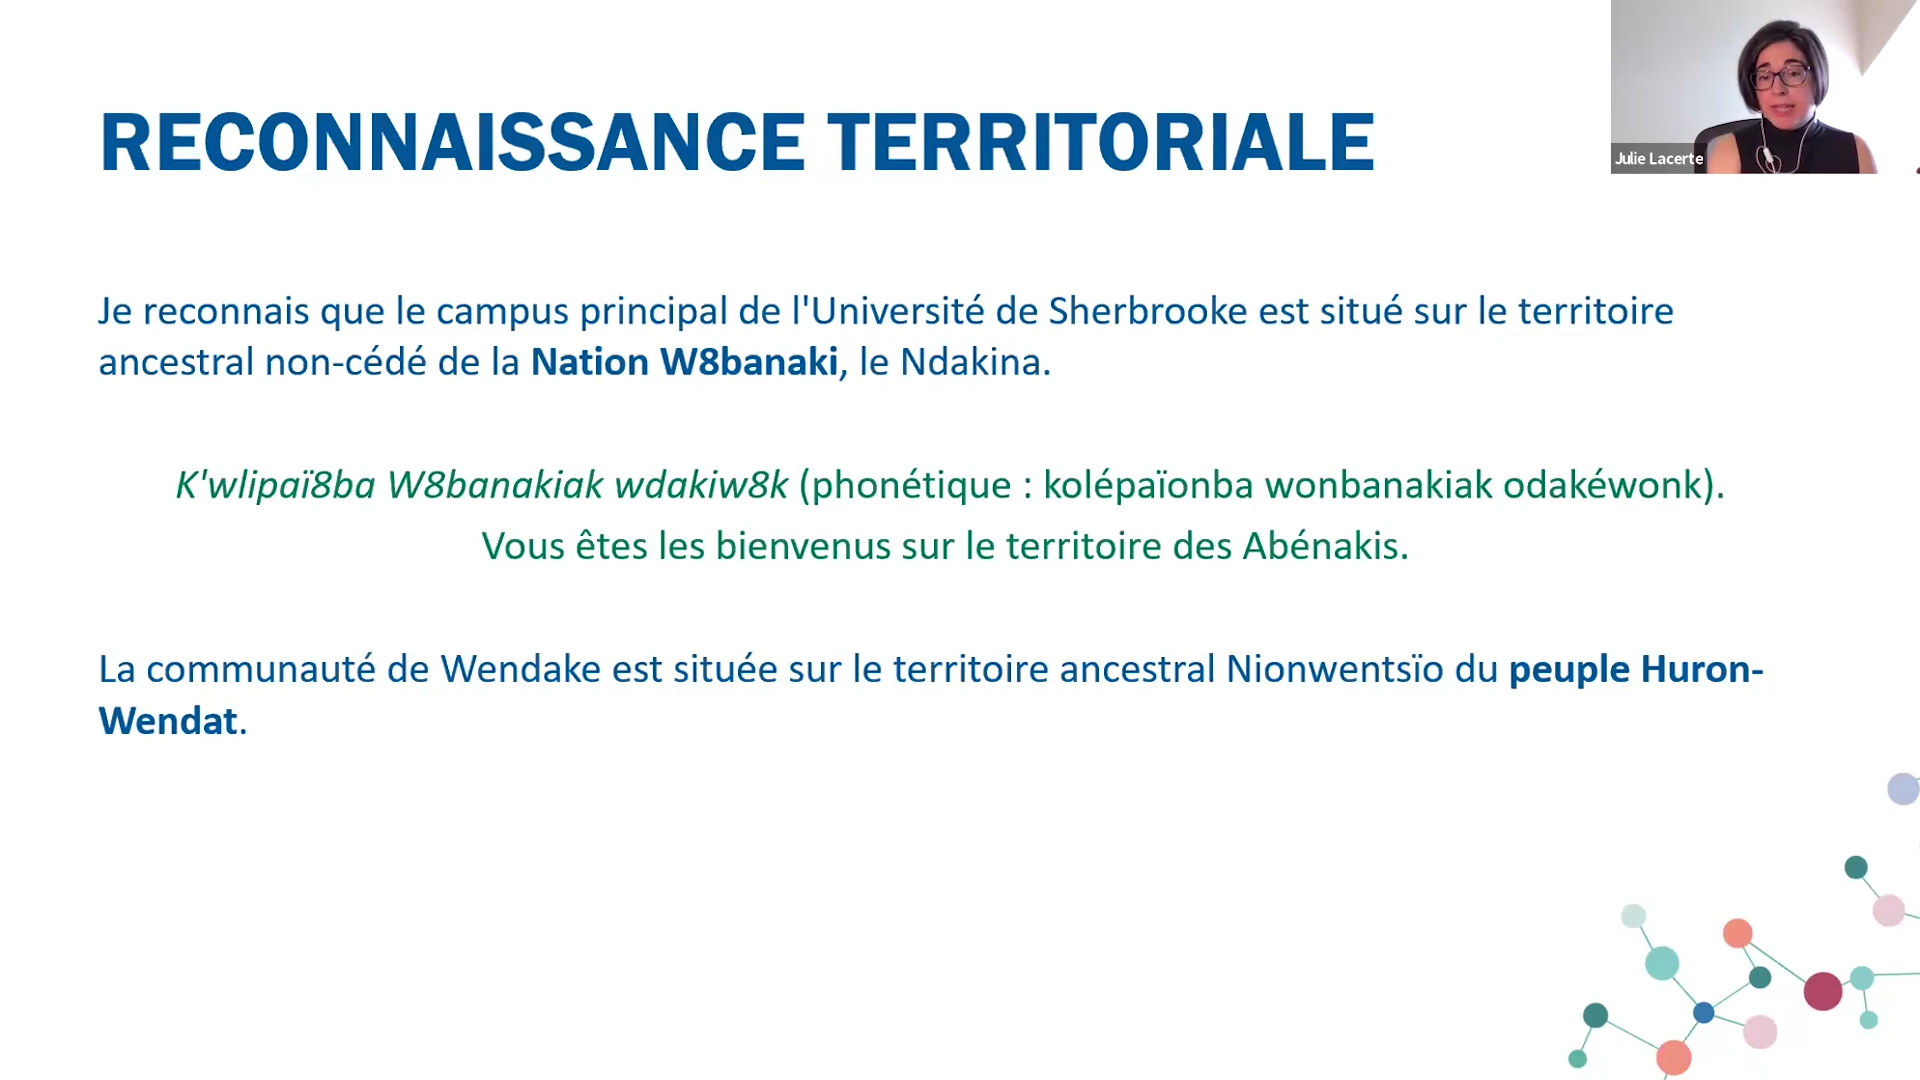 RECONNAISSANCE TERRITORIALE
Julie Lacerte
Je reconnais que le campus principal de l'Université de Sherbrooke est situé sur le territoire
ancestral non-cédé de la Nation W8banaki, le Ndakina.
K'wlipaï8ba W8banakiak wdakiw8k (phonétique : kolépaïonba wonbanakiak odakéwonk).
Vous êtes les bienvenus sur le territoire des Abénakis.
La communauté de Wendake est située sur le territoire ancestral Nionwentsïo du peuple Huron-
Wendat.